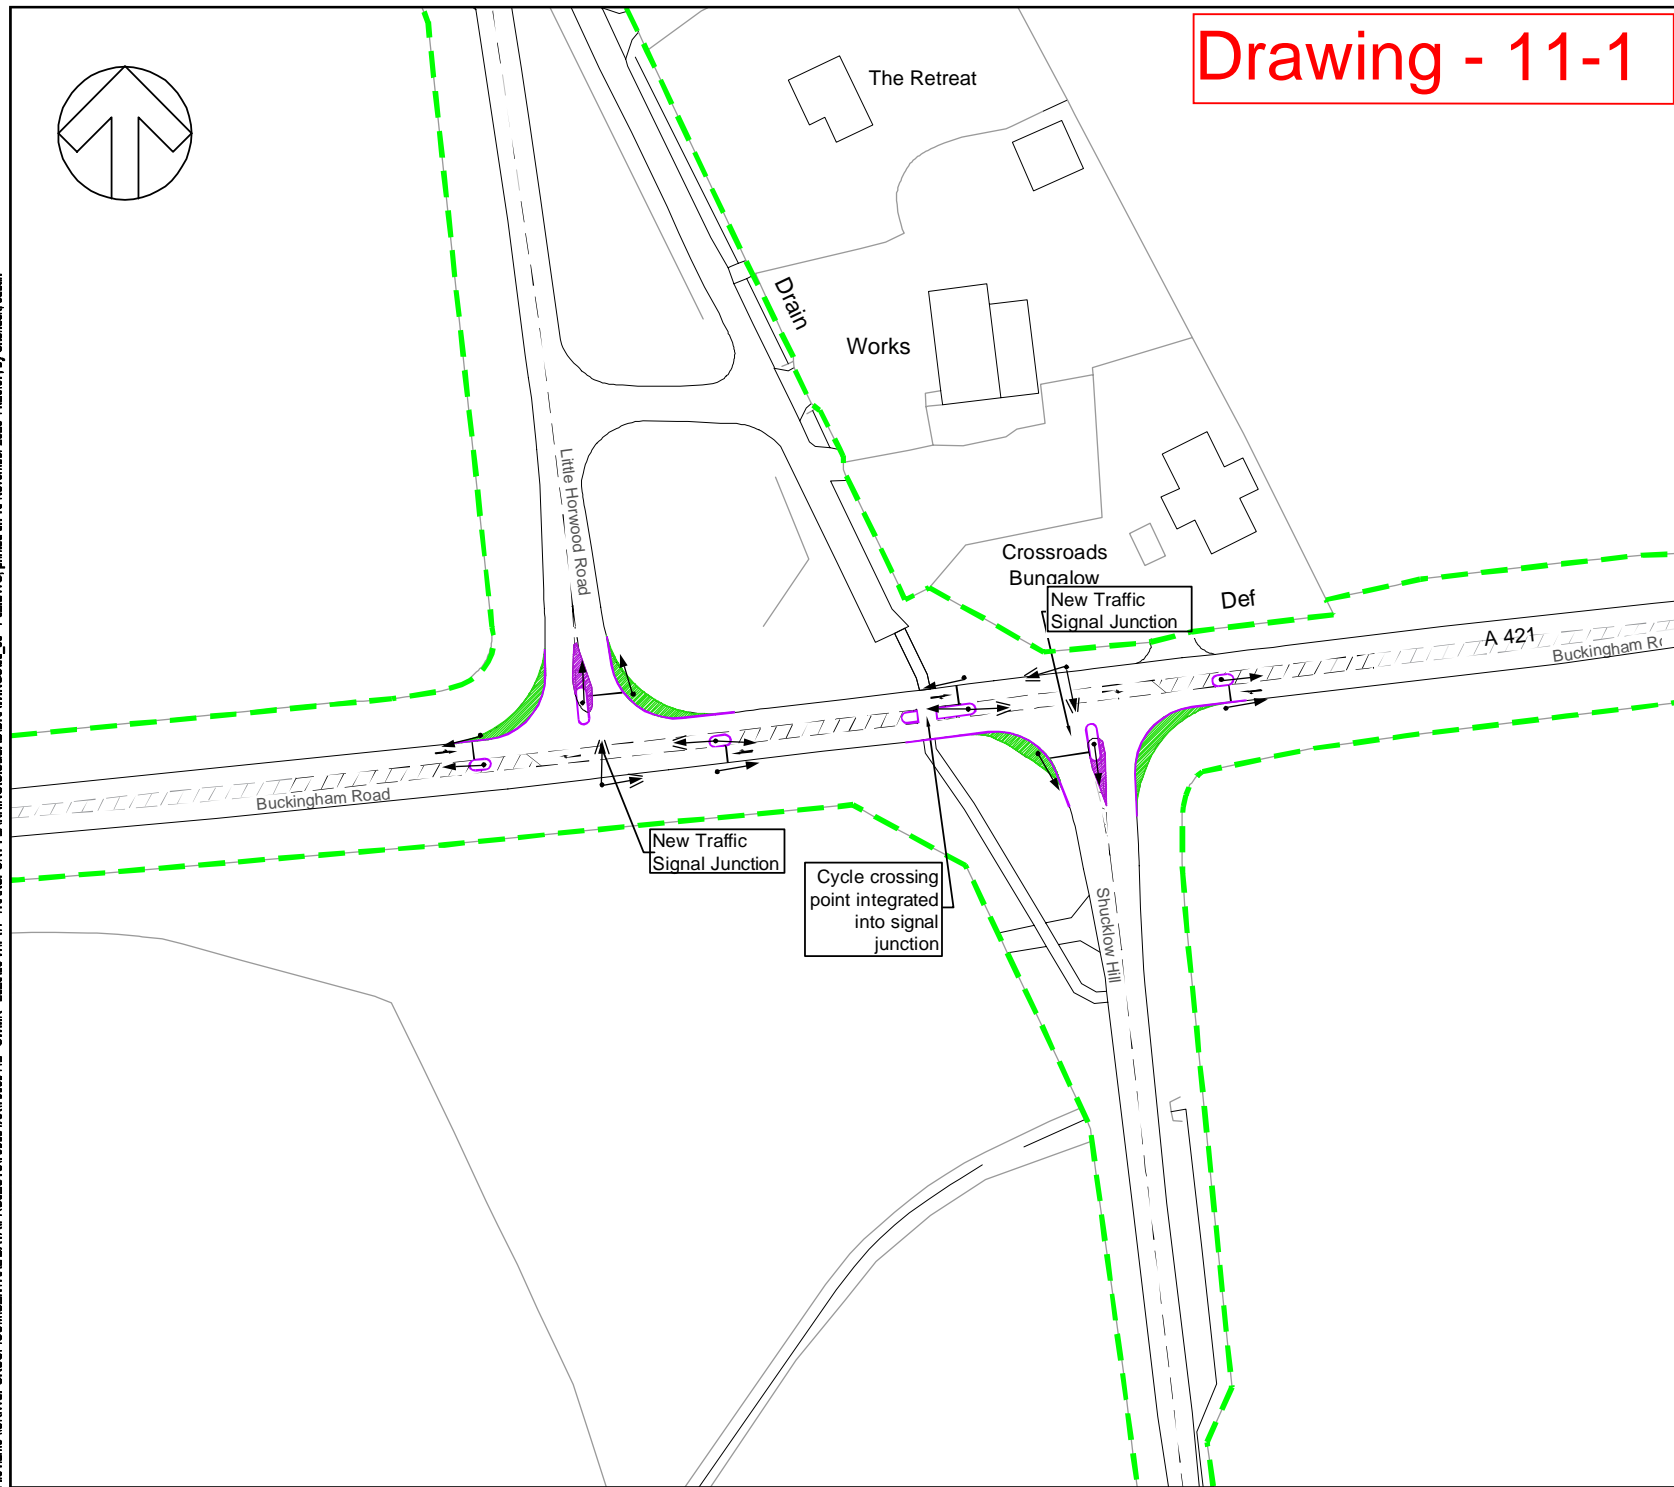 Drawing - 11-1
The Retreat
Drain
Works
Little Horwood Road
Crossroads
Bungalow
New Traffic
Signal Junction
Def
A 421
Buckingham
Buckingham Road
New Traffic
Signal Junction
Cycle crossing
point integrated
into signal
junction
Shucklow Hill